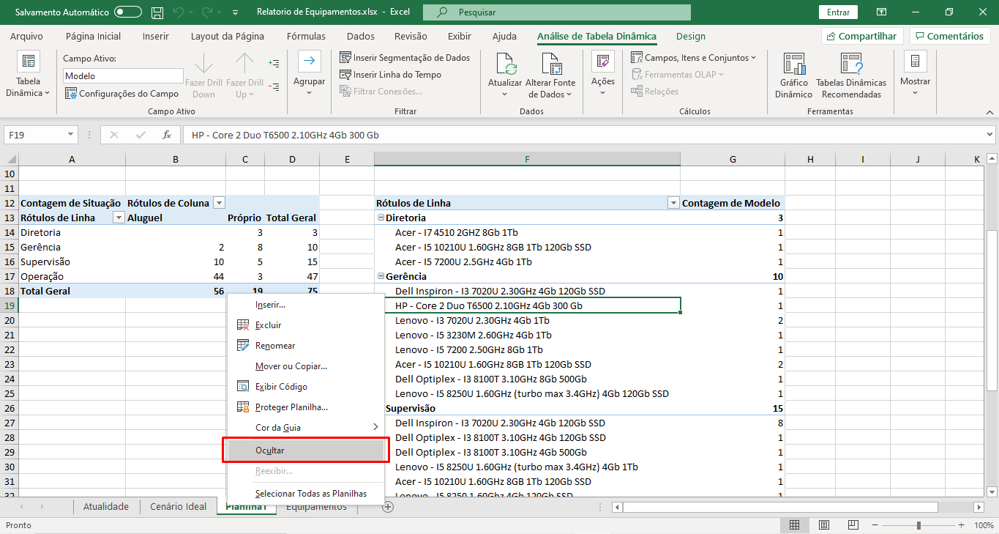 Salvamento Automático
Relatorio de Equipamentos.xlsx - Excel
Pesquisar
Entrar
Arquivo Página Inicial Inserir Layout da Página Fórmulas Dados Revisão Exibir Ajuda Análise de Tabela Dinâmica Design
Compartilhar Comentários
Tabela Dinâmica
Campo Ativo:
Modelo
Configurações do Campo
Fazer Drill Down
Fazer Drill Up
Campo Ativo
Agrupar
Inserir Segmentação de Dados
Inserir Linha do Tempo
Filtrar Conexões...
Filtrar
Atualizar
Alterar Fonte de Dados
Dados
Ações
Campos, Itens e Conjuntos
Ferramentas OLAP
Relações
Cálculos
Gráfico Dinâmico
Tabelas Dinâmicas Recomendadas
Ferramentas
Mostrar
F19
fx
HP - Core 2 Duo T6500 2.10GHz 4Gb 300 Gb
A B C D E F G H I J K
10
11
12 Contagem de Situação Rótulos de Coluna Rótulos de Linha Contagem de Modelo
13 Rótulos de Linha Aluguel Próprio Total Geral Diretoria 3
14 Diretoria 3 3 Acer - I7 4510 2GHZ 8Gb 1Tb 1
15 Gerência 2 8 10 Acer - I5 10210U 1.60GHz 8GB 1Tb 120Gb SSD 1
16 Supervisão 10 5 15 Acer - I5 7200U 2.5GHz 4Gb 1Tb 1
17 Operação 44 3 47 Gerência 10
18 Total Geral 56 19 75 Dell Inspiron - I3 7020U 2.30GHz 4Gb 120Gb SSD 1
19 HP - Core 2 Duo T6500 2.10GHz 4Gb 300 Gb 1
20 Lenovo - I3 7020U 2.30GHz 4Gb 1Tb 2
21 Lenovo - I5 3230M 2.60GHz 4Gb 1Tb 1
22 Lenovo - I5 7200 2.50GHz 8Gb 1Tb 1
23 Acer - I5 10210U 1.60GHz 8GB 1Tb 120Gb SSD 2
24 Dell Optiplex - I3 8100T 3.10GHz 8Gb 500Gb 1
25 Lenovo - I5 8250U 1.60GHz (turbo max 3.4GHz) 4Gb 120Gb SSD 1
26 Supervisão 15
27 Dell Inspiron - I3 7020U 2.30GHz 4Gb 120Gb SSD 8
28 Dell Optiplex - I3 8100T 3.10GHz 4Gb 120Gb SSD 1
29 Dell Optiplex - I3 8100T 3.10GHz 4Gb 500Gb 1
30 Lenovo - I5 8250U 1.60GHz (turbo max 3.4GHz) 4Gb 1Tb 1
31 Acer - I5 10210U 1.60GHz 8GB 1Tb 120Gb SSD 1
32 Lenovo - I5 8250 1.60GHz 4Gb 120Gb SSD 1
Inserir...
Excluir
Renomear
Mover ou Copiar...
Exibir Código
Proteger Planilha...
Cor da Guia
Ocultar
Reexibir...
Selecionar Todas as Planilhas
Atualidade Cenário Ideal Planilha1 Equipamentos
Pronto
100%